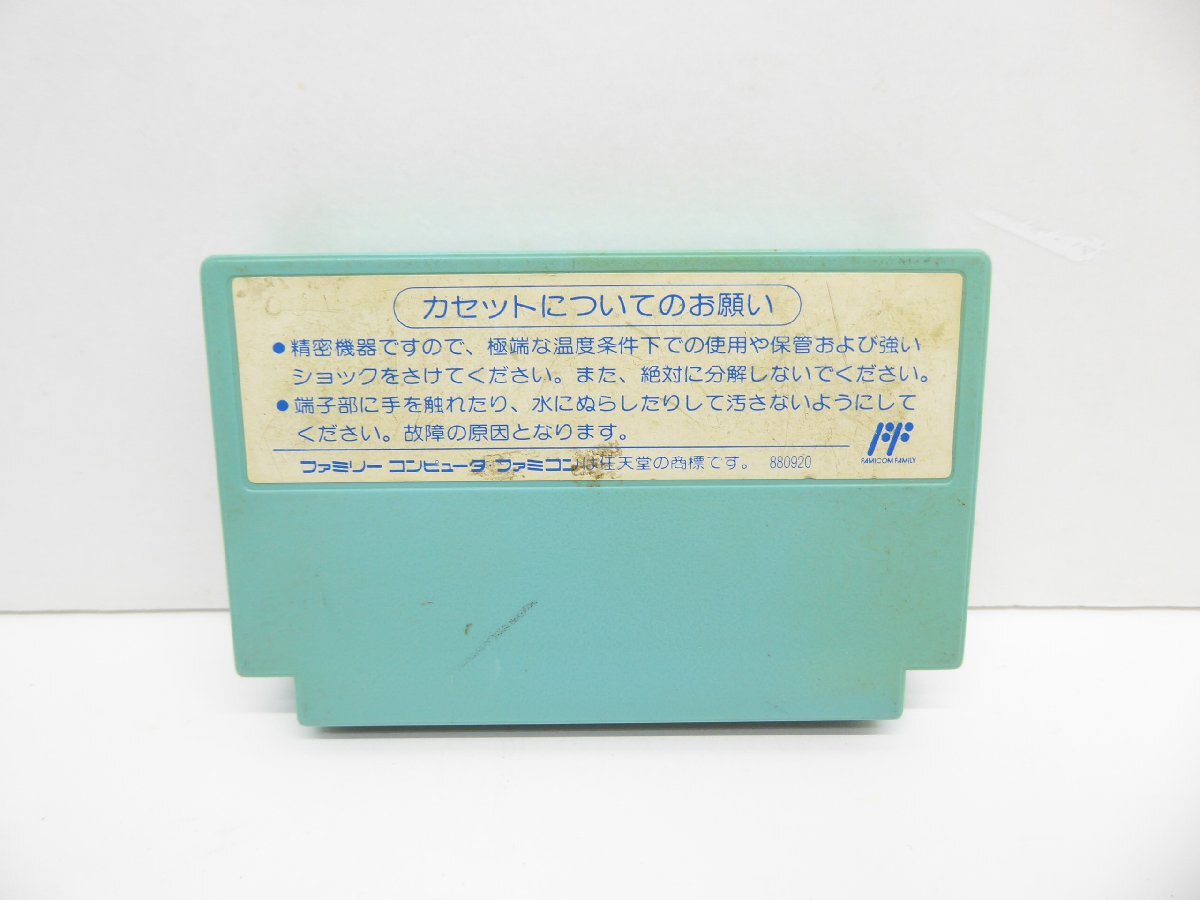 カセットについてのお願い
●精密機器ですので、極端な温度条件下での使用や保管および強い
ショックをさけてください。また、絶対に分解しないでください。
●端子部に手を触れたり、水にぬらしたりして汚さないようにして
ください。故障の原因となります。
ファミリー コンピュータ ファミコンは任天堂の商標です。 880920
FAMICOM FAMILY